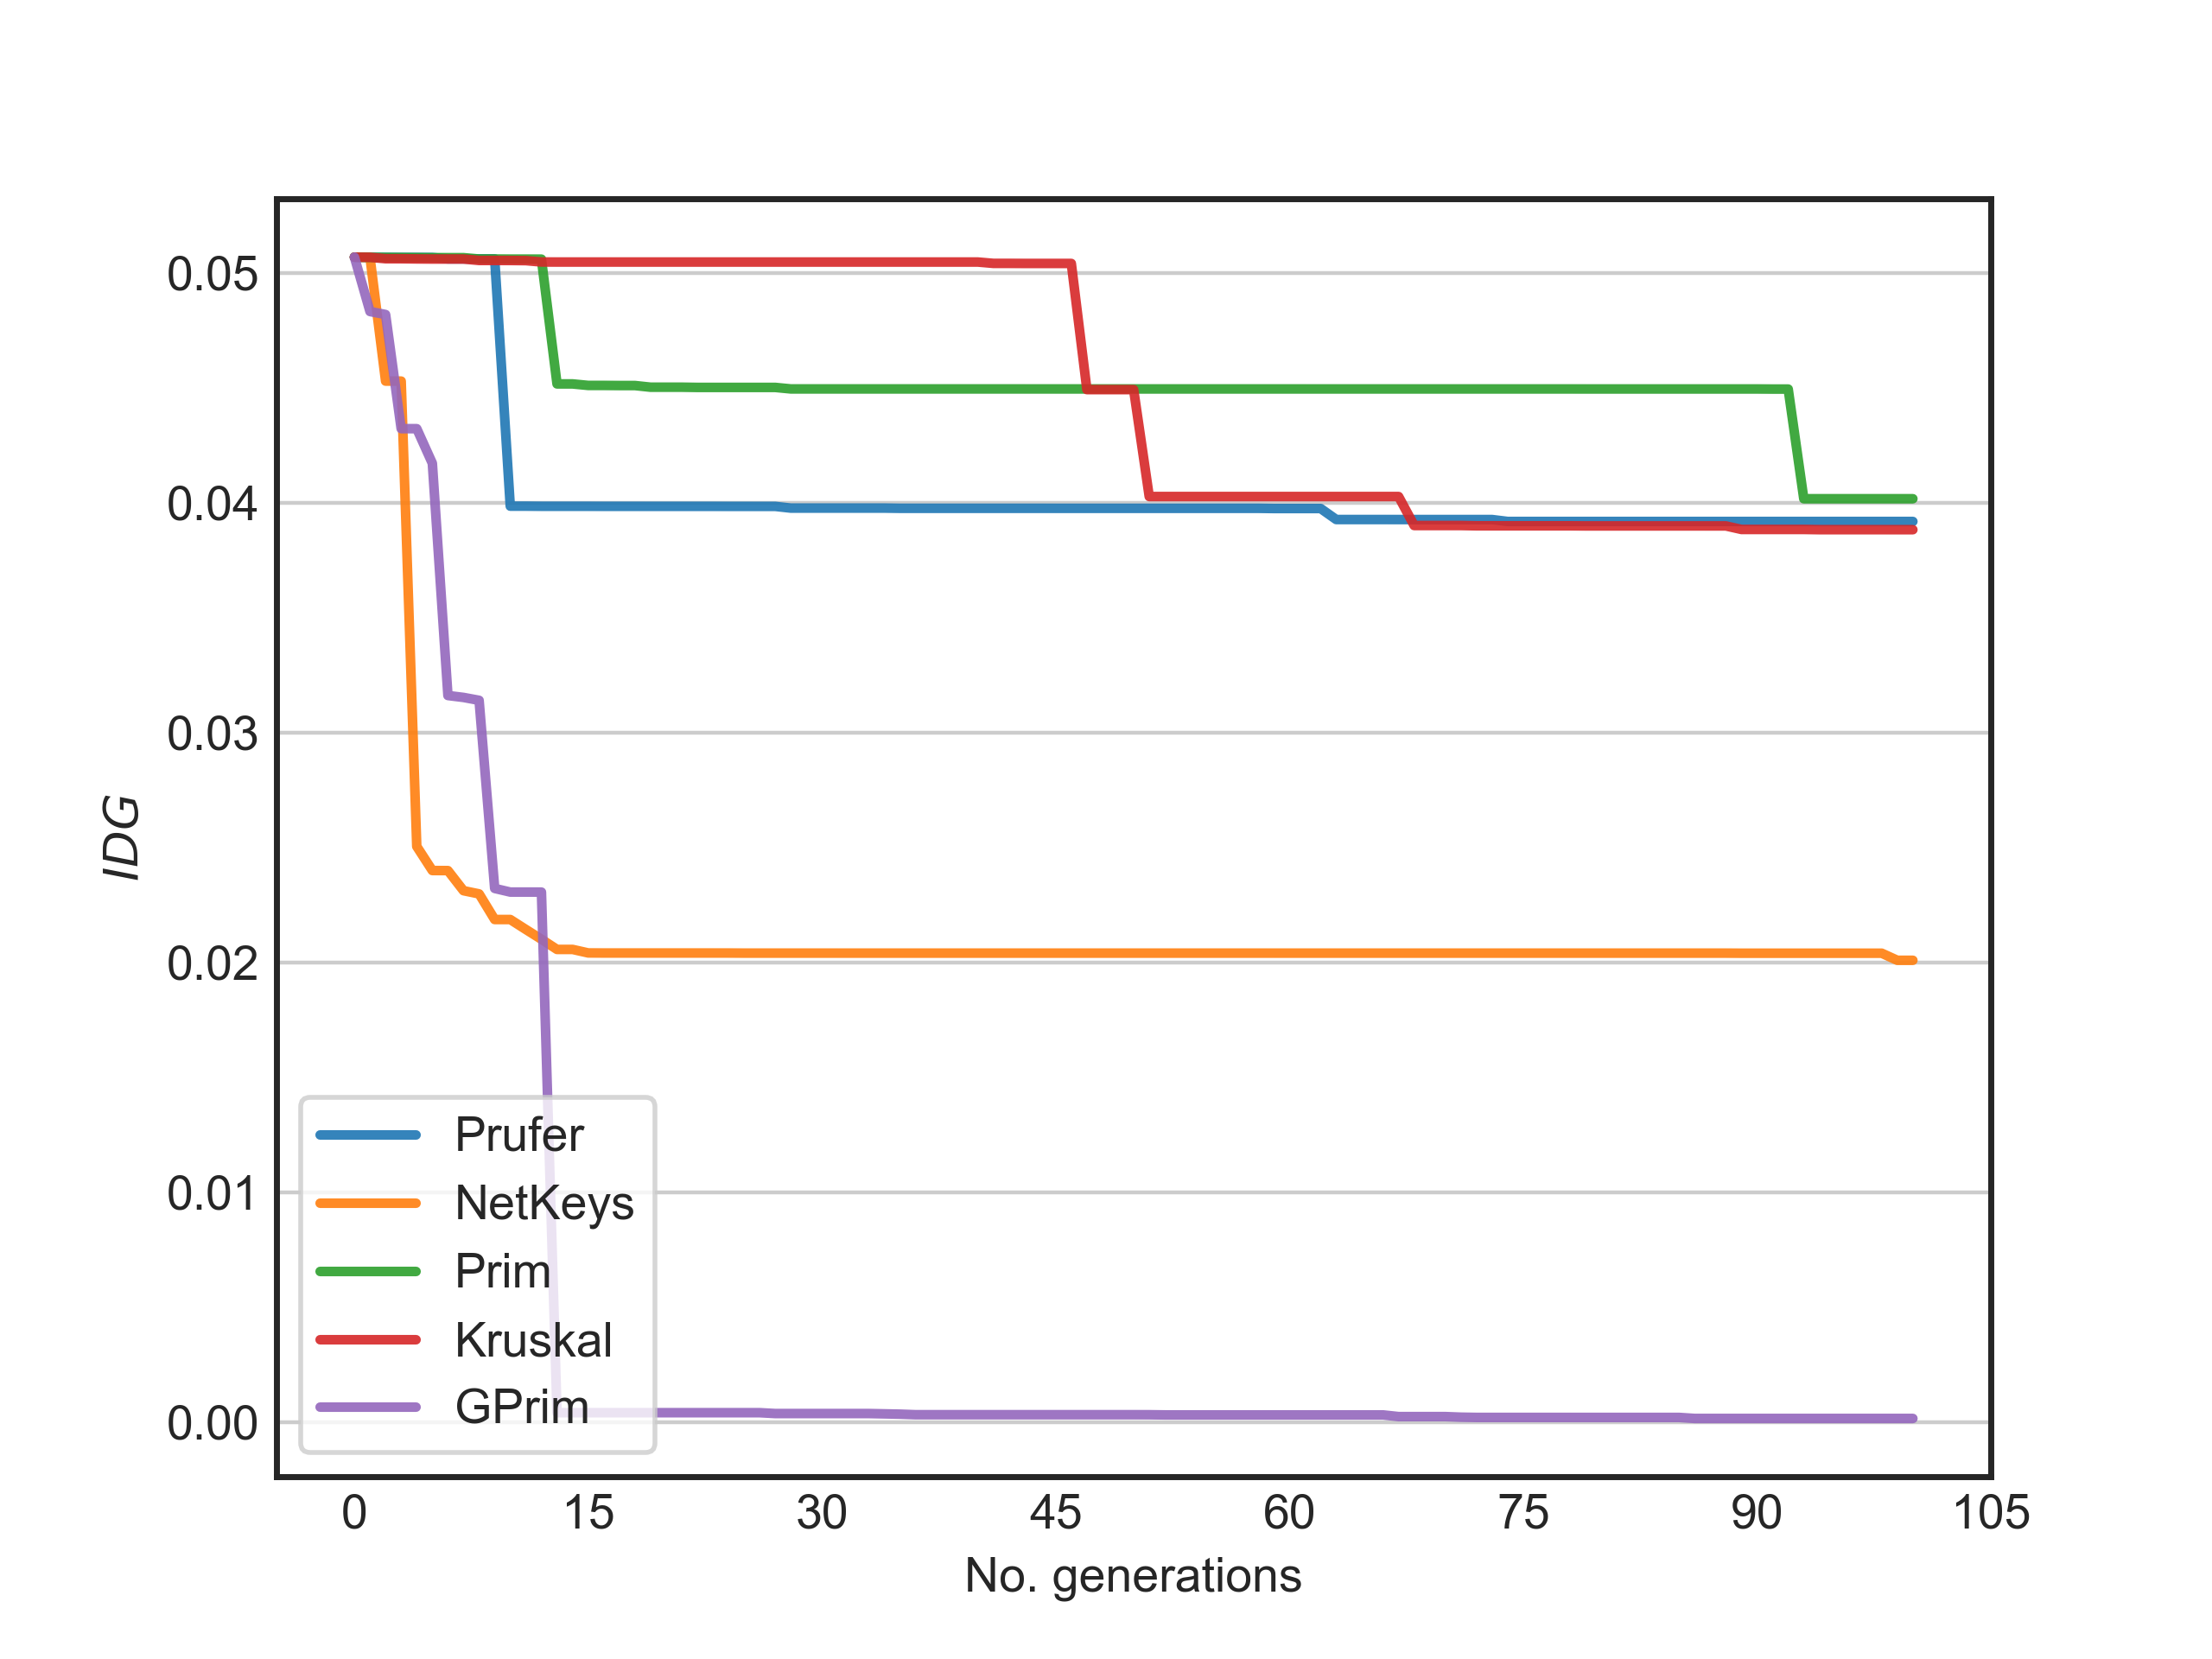 0.05
0.04
0.03
0.02
0.01
0.00
IDG
Prufer
NetKeys
Prim
Kruskal
GPrim
0 15 30 45 60 75 90 105
No. generations